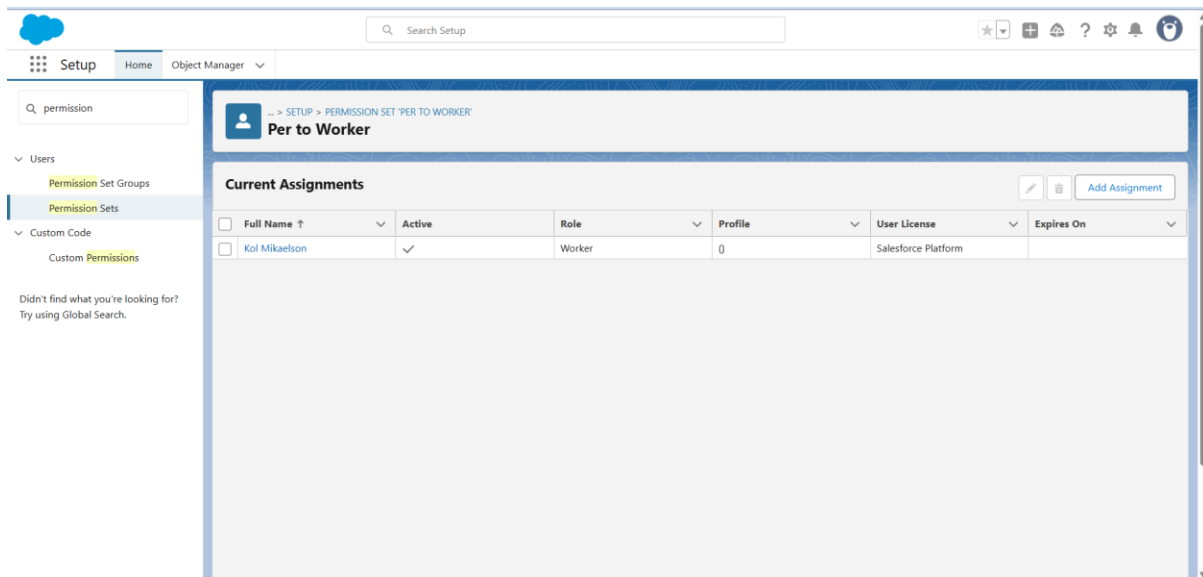 Search Setup
Setup Home Object Manager
permission
Users
Permission Set Groups
Permission Sets
Custom Code
Custom Permissions
Didn't find what you're looking for?
Try using Global Search.
... > SETUP > PERMISSION SET 'PER TO WORKER'
Per to Worker
Current Assignments
Add Assignment
Full Name ↑ Active Role Profile User License Expires On
Kol Mikaelson Worker () Salesforce Platform